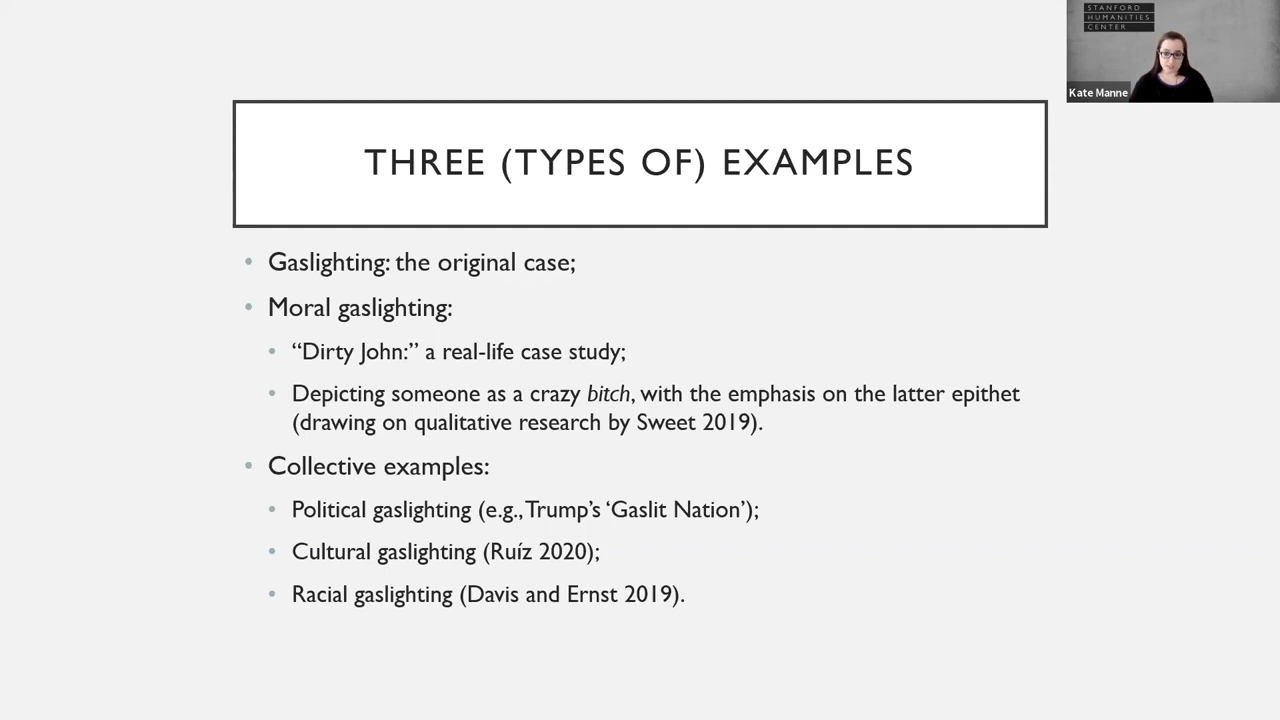 STANFORD
HUMANITIES
CENTER
Kate Manne
THREE (TYPES OF) EXAMPLES
• Gaslighting: the original case;
• Moral gaslighting:
• “Dirty John:” a real-life case study;
• Depicting someone as a crazy bitch, with the emphasis on the latter epithet
(drawing on qualitative research by Sweet 2019).
• Collective examples:
• Political gaslighting (e.g., Trump’s ‘Gaslit Nation’);
• Cultural gaslighting (Ruíz 2020);
• Racial gaslighting (Davis and Ernst 2019).